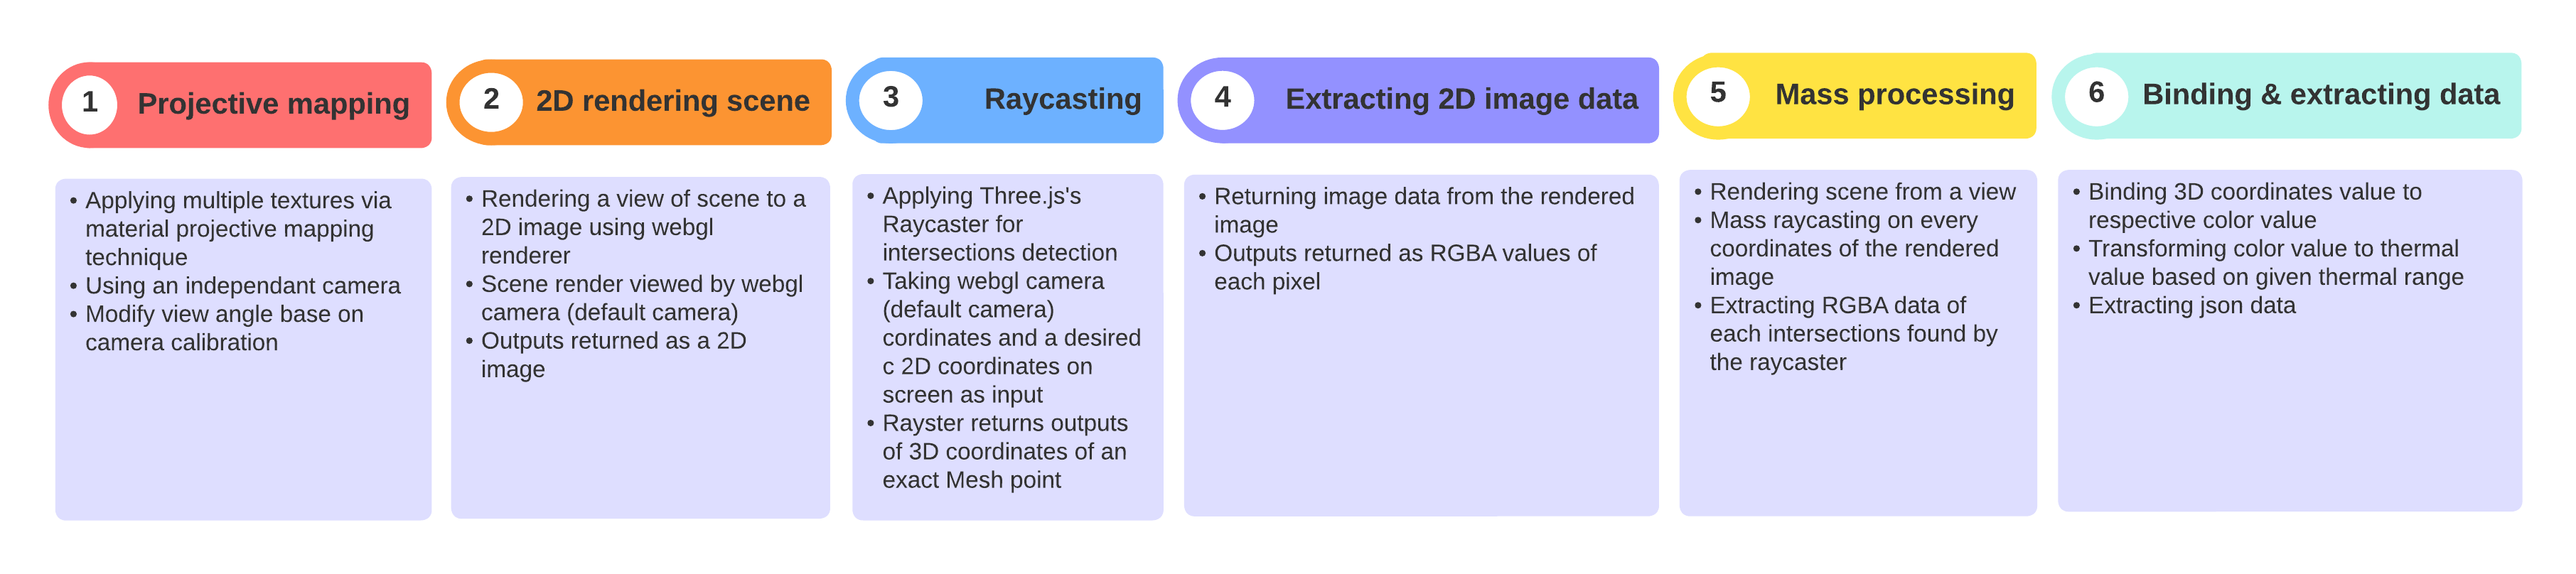 1
Projective mapping
• Applying multiple textures via
material projective mapping
technique
• Using an independant camera
• Modify view angle base on
camera calibration
2
2D rendering scene
• Rendering a view of scene to a
2D image using webgl
renderer
• Scene render viewed by webgl
camera (default camera)
• Outputs returned as a 2D
image
3
Raycasting
• Applying Three.js's
Raycaster for
intersections detection
• Taking webgl camera
(default camera)
cordinates and a desired
c 2D coordinates on
screen as input
• Rayster returns outputs
of 3D coordinates of an
exact Mesh point
4
Extracting 2D image data
• Returning image data from the rendered
image
• Outputs returned as RGBA values of
each pixel
5
Mass processing
• Rendering scene from a view
• Mass raycasting on every
coordinates of the rendered
image
• Extracting RGBA data of
each intersections found by
the raycaster
6
Binding & extracting data
• Binding 3D coordinates value to
respective color value
• Transforming color value to thermal
value based on given thermal range
• Extracting json data